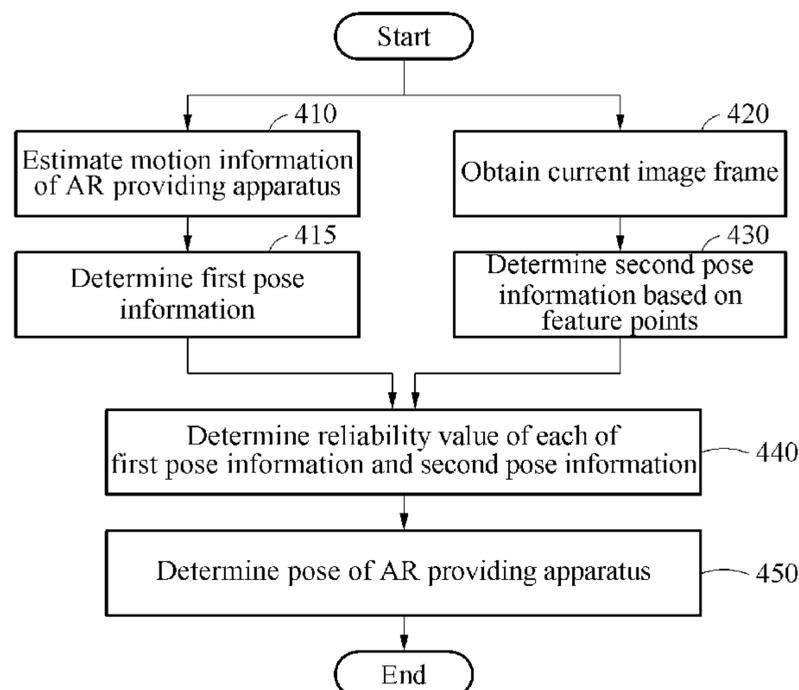 Start
410
Estimate motion information
of AR providing apparatus
420
Obtain current image frame
415
Determine first pose
information
430
Determine second pose
information based on
feature points
Determine reliability value of each of
first pose information and second pose information
440
Determine pose of AR providing apparatus
450
End